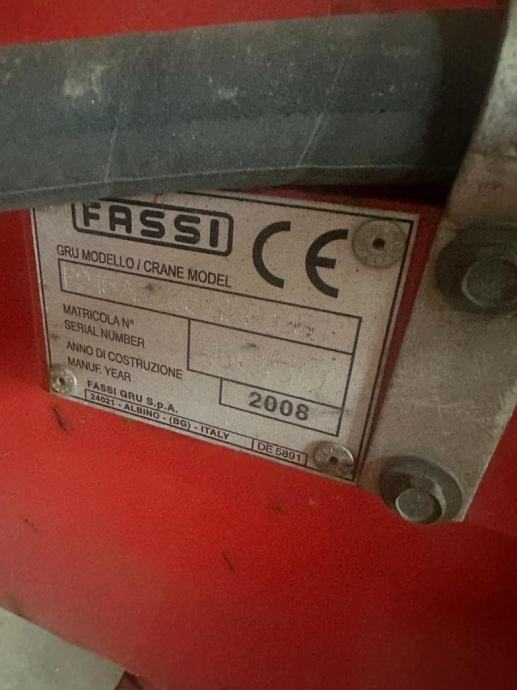 FASSI CE
GRU MODELLO / CRANE MODEL
MATRICOLA N°
SERIAL NUMBER
ANNO DI COSTRUZIONE
MANUF. YEAR
2008
FASSI GRU S.p.A.
24021 - ALBINO - (BG) - ITALY
DE 5891